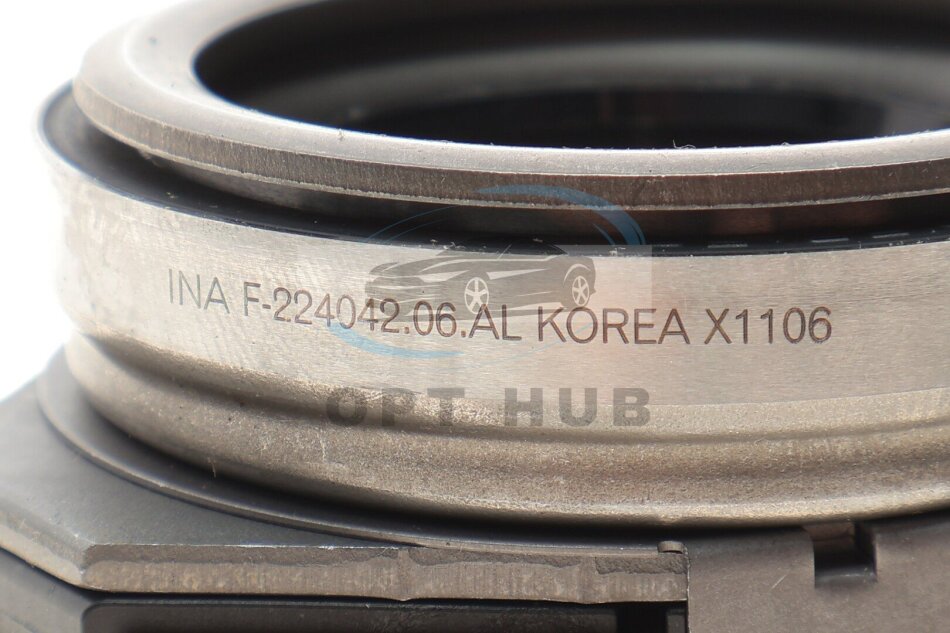 INA F-224042.06.AL KOREA X1106
OPT HUB